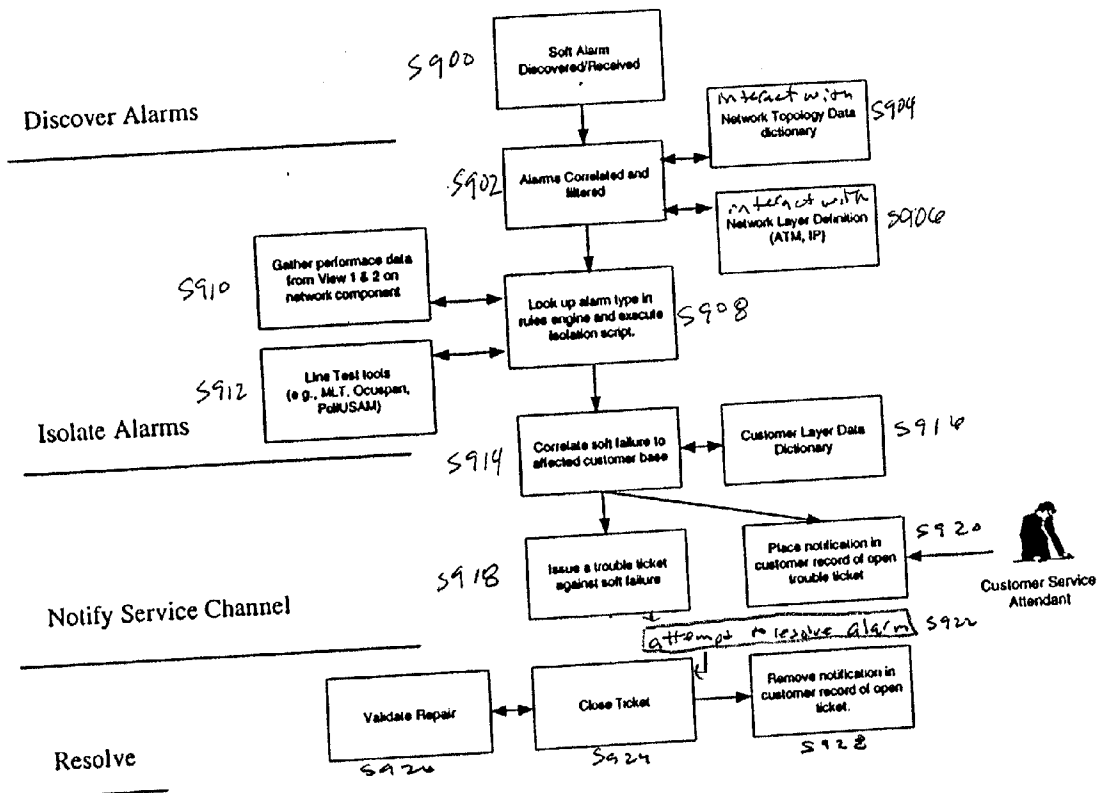 S900
Soft Alarm
Discovered/Received
Discover Alarms
interact with
Network Topology Data
dictionary
S904
S902
Alarms Correlated and
filtered
interact with
Network Layer Definition
(ATM, IP)
S906
S910
Gather performace data
from View 1 & 2 on
network component
Look up alarm type in
rules engine and execute
isolation script.
S908
S912
Line Test tools
(e.g., MLT, Ocuspan,
PoliUSAM)
Isolate Alarms
S914
Correlate soft failure to
affected customer base
Customer Layer Data
Dictionary
S916
S918
Issue a trouble ticket
against soft failure
Place notification in
customer record of open
trouble ticket
S920
Customer Service
Attendant
Notify Service Channel
attempt to resolve alarm
S922
Validate Repair
Close Ticket
Remove notification in
customer record of open
ticket.
S926
S924
S928
Resolve